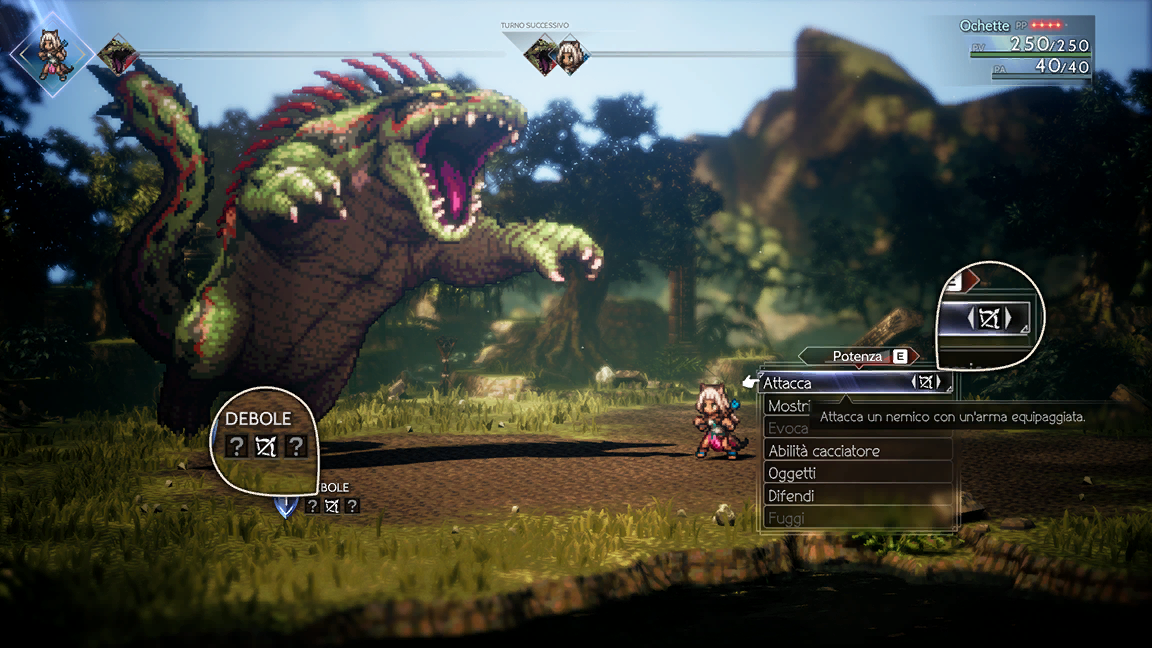 TURNO SUCCESSIVO
Ochette PP
PV 250/250
PA 40/40
Potenza E
Attacca
Mostri
Attacca un nemico con un'arma equipaggiata.
Evoca
Abilità cacciatore
Oggetti
Difendi
Fuggi
DEBOLE
? ?
BOLE
1 ? ?